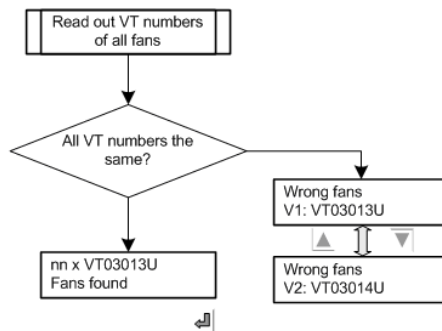 Read out VT numbers
of all fans
All VT numbers the
same?
Wrong fans
V1: VT03013U
nn x VT03013U
Fans found
Wrong fans
V2: VT03014U